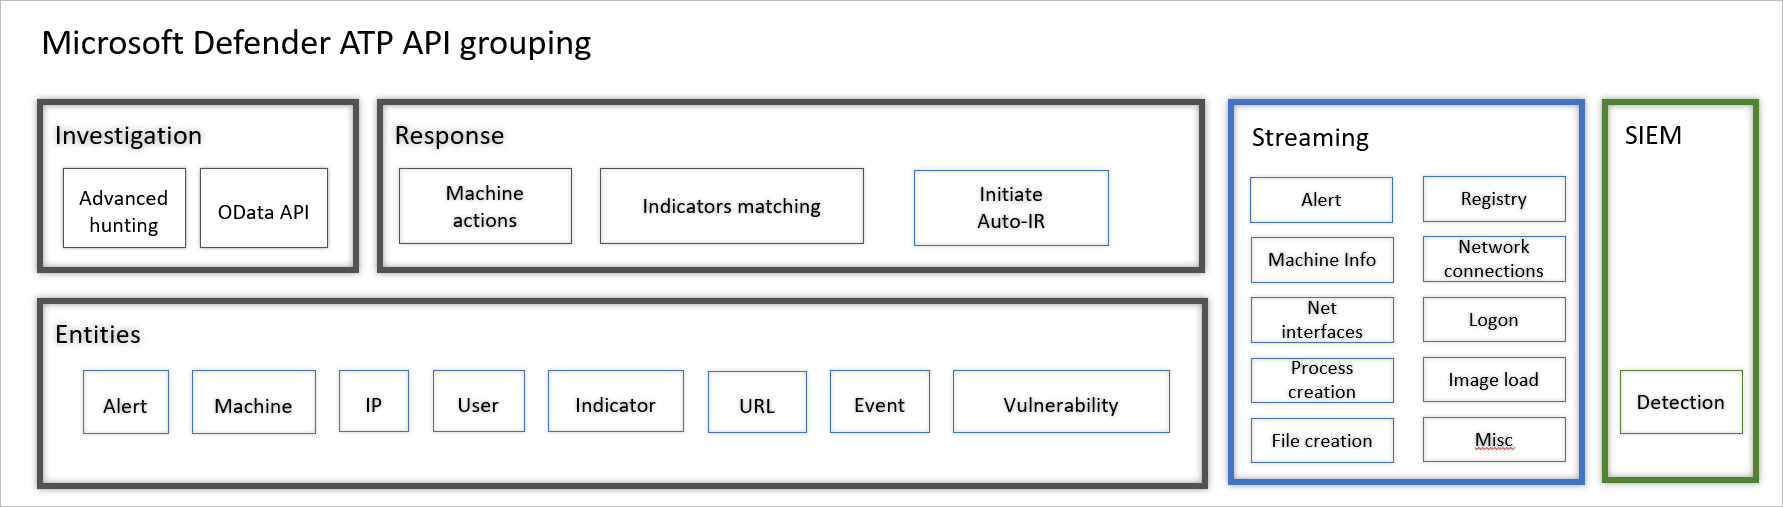 Microsoft Defender ATP API grouping
Investigation
Advanced
hunting
OData API
Response
Machine
actions
Indicators matching
Initiate
Auto-IR
Entities
Alert
Machine
IP
User
Indicator
URL
Event
Vulnerability
Streaming
Alert
Registry
Machine Info
Network
connections
Net
interfaces
Logon
Process
creation
Image load
File creation
Misc
SIEM
Detection